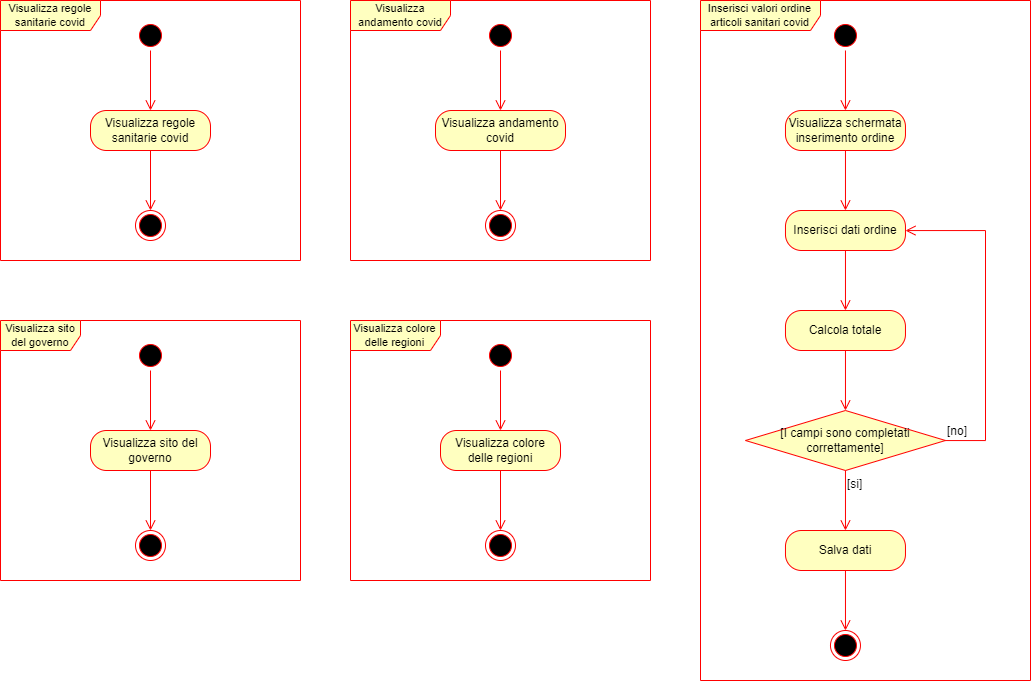 Visualizza regole
sanitarie covid
Visualizza regole
sanitarie covid
Visualizza
andamento covid
Visualizza andamento
covid
Inserisci valori ordine
articoli sanitari covid
Visualizza schermata
inserimento ordine
Inserisci dati ordine
Calcola totale
[I campi sono completati
correttamente]
[no]
[si]
Salva dati
Visualizza sito
del governo
Visualizza sito del
governo
Visualizza colore
delle regioni
Visualizza colore
delle regioni